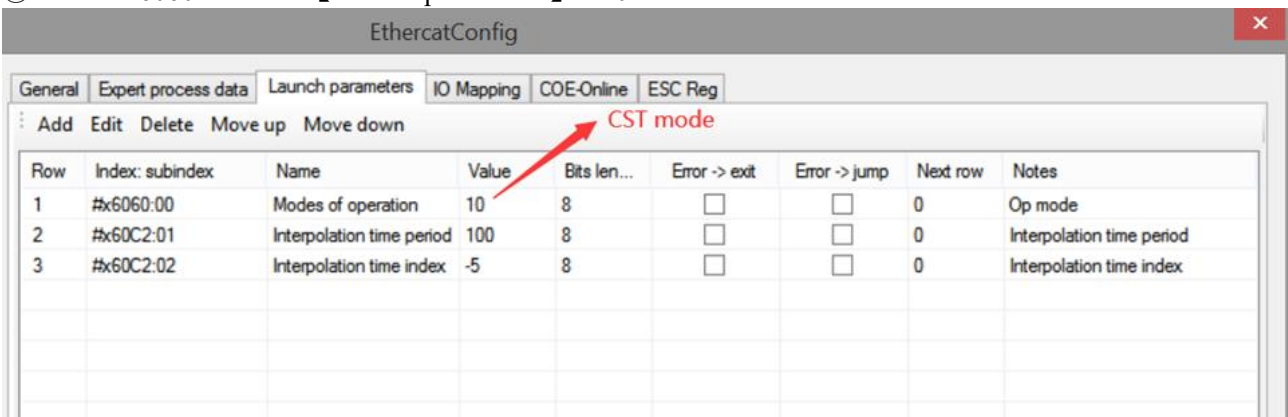 EthercatConfig
General Expert process data Launch parameters IO Mapping COE-Online ESC Reg
Add Edit Delete Move up Move down
CST mode
Row Index: subindex Name Value Bits len... Error -> exit Error -> jump Next row Notes
1 #x6060:00 Modes of operation 10 8 0 Op mode
2 #x60C2:01 Interpolation time period 100 8 0 Interpolation time period
3 #x60C2:02 Interpolation time index -5 8 0 Interpolation time index